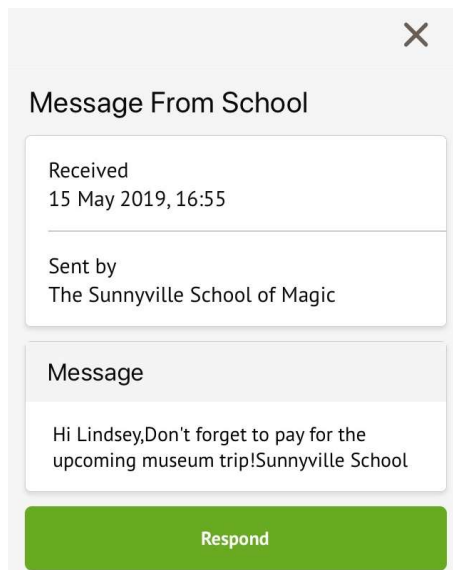 Message From School
Received
15 May 2019, 16:55
Sent by
The Sunnyville School of Magic
Message
Hi Lindsey,Don't forget to pay for the
upcoming museum trip!Sunnyville School
Respond